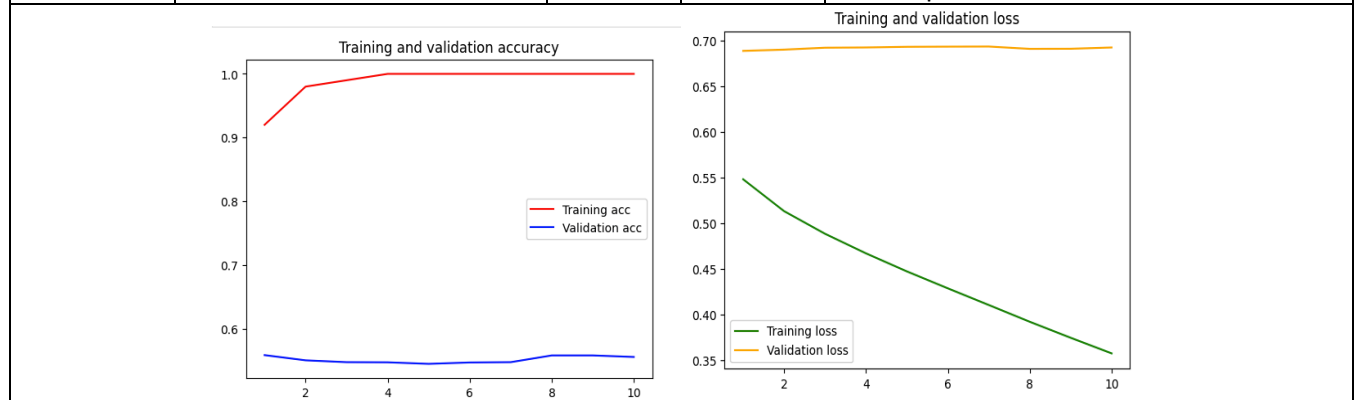 Training and validation accuracy
1.0
0.9
0.8
0.7
0.6
Training acc
Validation acc
2 4 6 8 10
Training and validation loss
0.70
0.65
0.60
0.55
0.50
0.45
0.40
0.35
Training loss
Validation loss
2 4 6 8 10